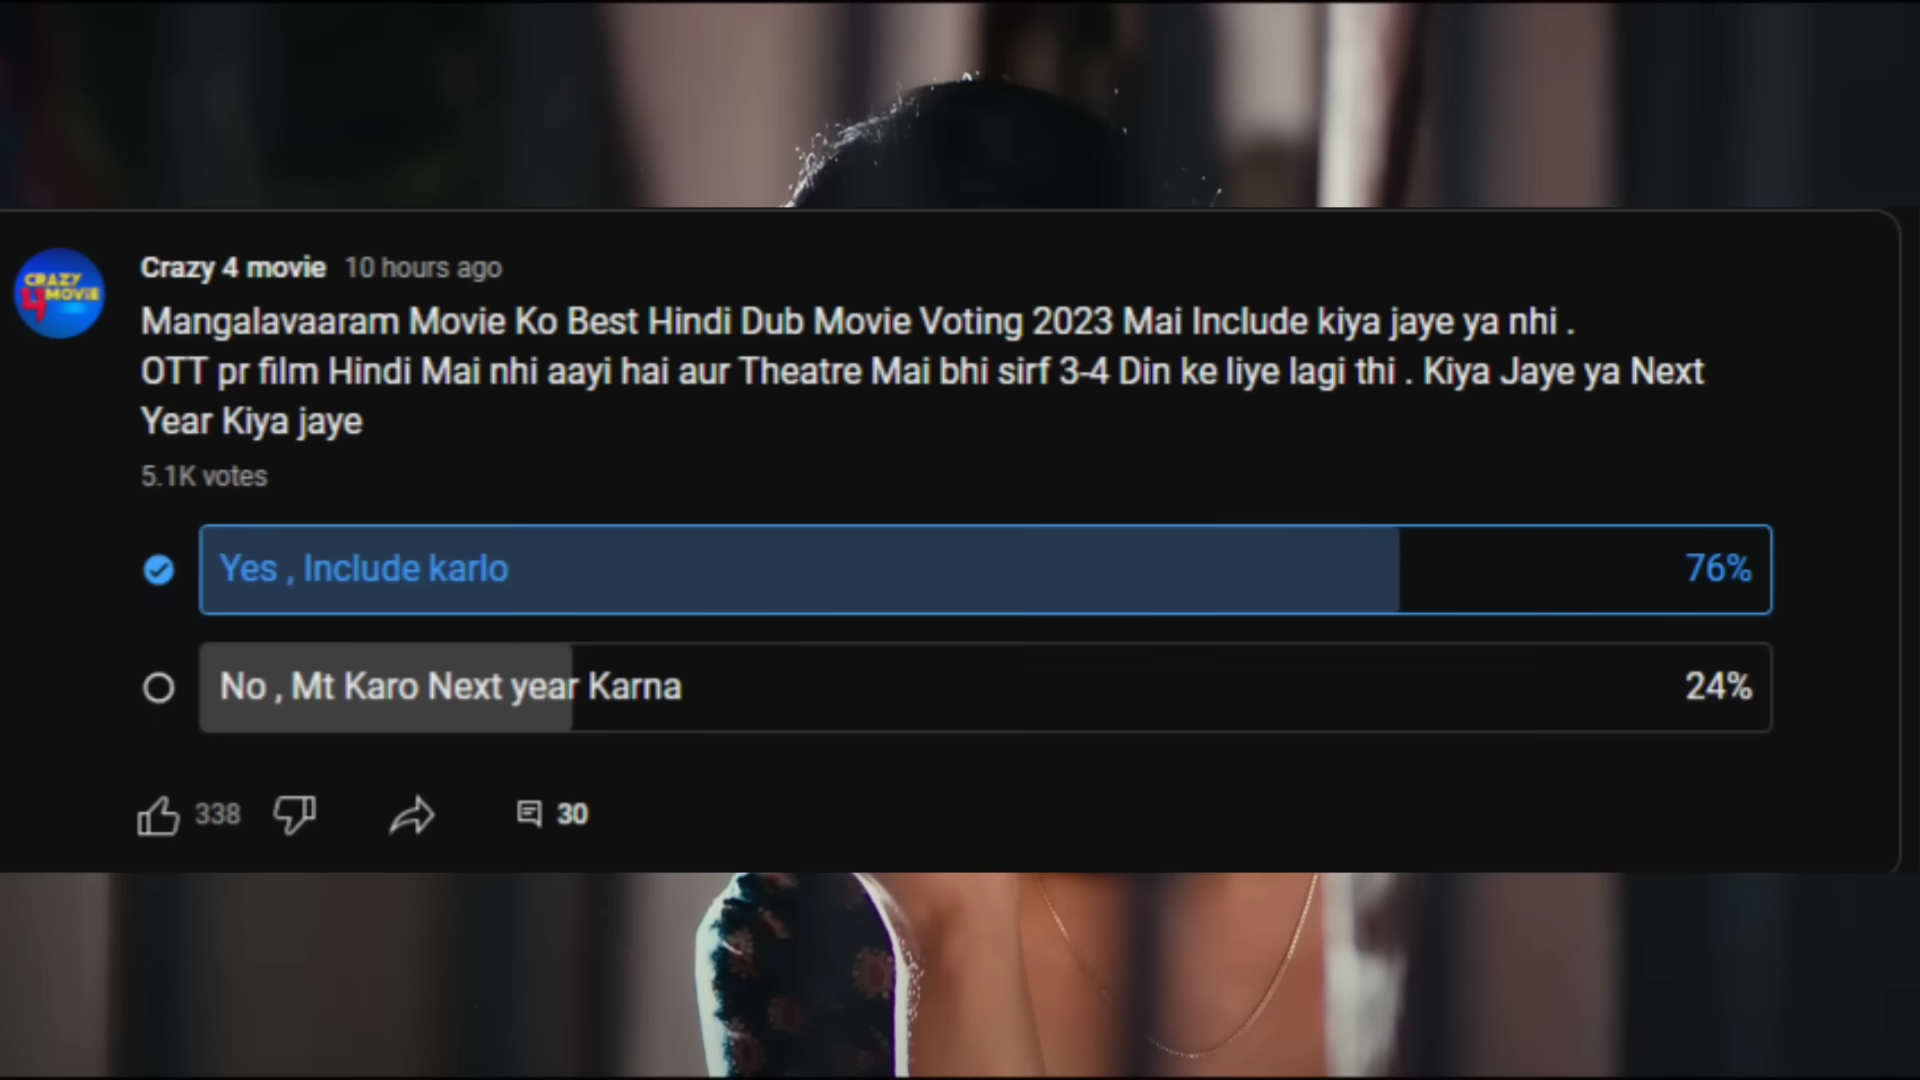 CRAZY
4 MOVIE
Crazy 4 movie 10 hours ago
Mangalavaaram Movie Ko Best Hindi Dub Movie Voting 2023 Mai Include kiya jaye ya nhi .
OTT pr film Hindi Mai nhi aayi hai aur Theatre Mai bhi sirf 3-4 Din ke liye lagi thi . Kiya Jaye ya Next
Year Kiya jaye
5.1K votes
Yes , Include karlo 76%
No , Mt Karo Next year Karna 24%
338 30